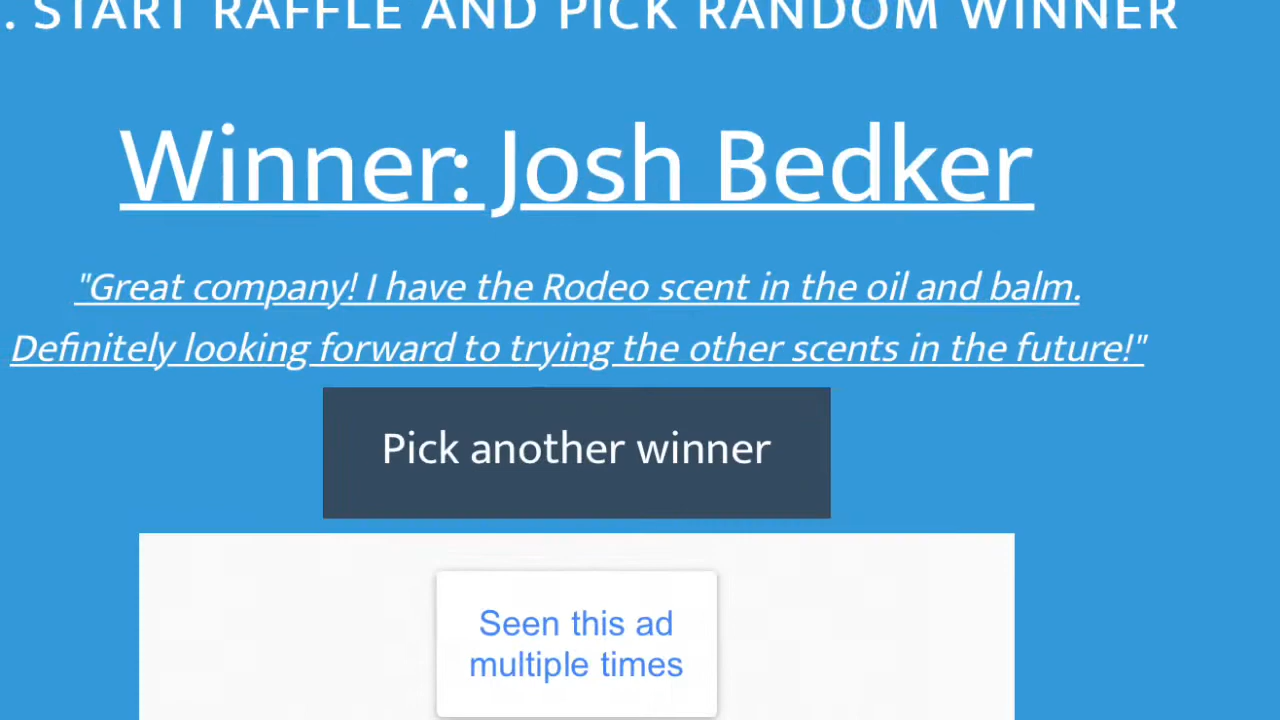 . START RAFFLE AND PICK RANDOM WINNER
Winner: Josh Bedker
"Great company! I have the Rodeo scent in the oil and balm.
Definitely looking forward to trying the other scents in the future!"
Pick another winner
Seen this ad
multiple times